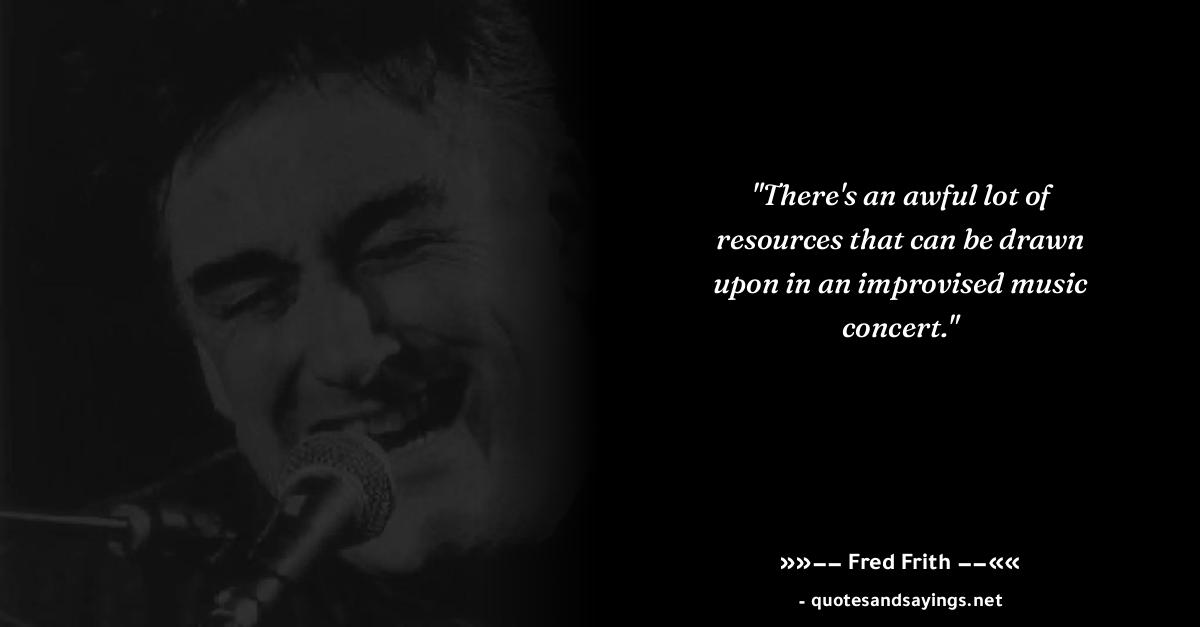 "There's an awful lot of
resources that can be drawn
upon in an improvised music
concert."
»»–– Fred Frith ––««
- quotesandsayings.net